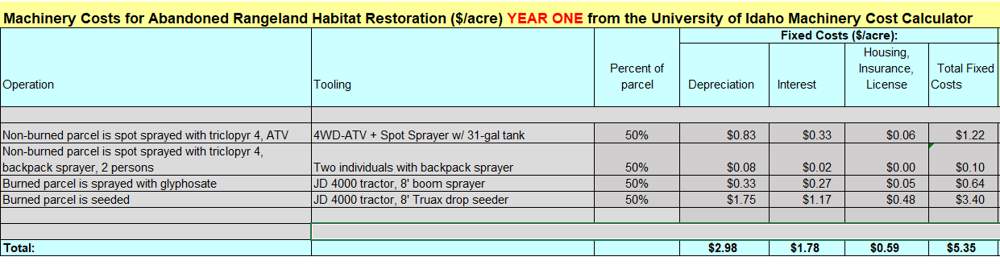 Machinery Costs for Abandoned Rangeland Habitat Restoration ($/acre) YEAR ONE from the University of Idaho Machinery Cost Calculator
Fixed Costs ($/acre):
Operation Tooling Percent of parcel Depreciation Interest Housing, Insurance, License Total Fixed Costs
Non-burned parcel is spot sprayed with triclopyr 4, ATV 4WD-ATV + Spot Sprayer w/ 31-gal tank 50% $0.83 $0.33 $0.06 $1.22
Non-burned parcel is spot sprayed with triclopyr 4,
backpack sprayer, 2 persons Two individuals with backpack sprayer 50% $0.08 $0.02 $0.00 $0.10
Burned parcel is sprayed with glyphosate JD 4000 tractor, 8' boom sprayer 50% $0.33 $0.27 $0.05 $0.64
Burned parcel is seeded JD 4000 tractor, 8' Truax drop seeder 50% $1.75 $1.17 $0.48 $3.40
Total: $2.98 $1.78 $0.59 $5.35